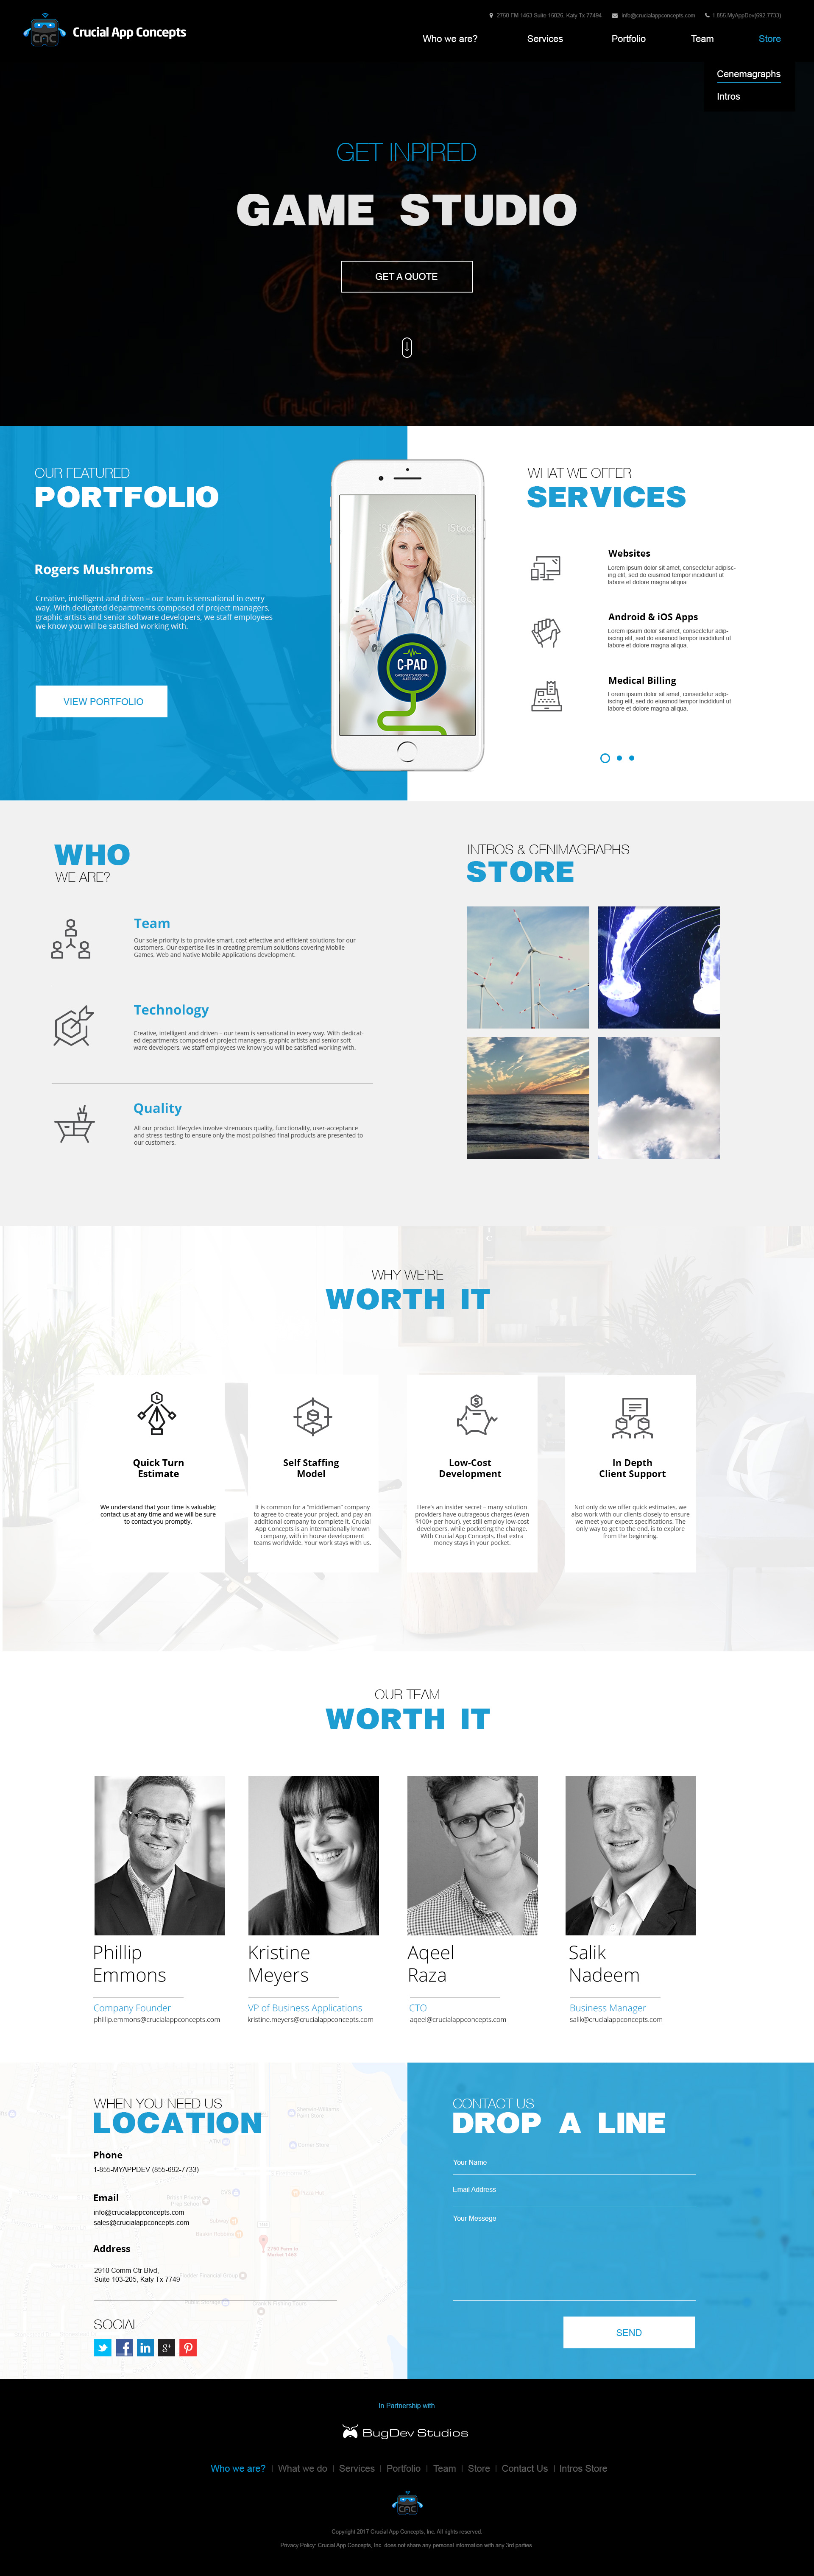 2750 FM 1463 Suite 15026, Katy Tx 77494
info@crucialappconcepts.com
1 855.MyAppDev(692.7733)
CAC
Crucial App Concepts
Who we are?
Services
Portfolio
Team
Store
Cenemagraphs
Intros
GET INPIRED
GAME STUDIO
GET A QUOTE
OUR FEATURED
PORTFOLIO
Rogers Mushroms
Creative, intelligent and driven – our team is sensational in every
way. With dedicated departments composed of project managers,
graphic artists and senior software developers, we staff employees
we know you will be satisfied working with.
VIEW PORTFOLIO
iStock
iStock
C-PAD
CAREGIVER'S PERSONAL
ALERT DEVICE
WHAT WE OFFER
SERVICES
Websites
Lorem ipsum dolor sit amet, consectetur adipisc-
ing elit, sed do eiusmod tempor incididunt ut
labore et dolore magna aliqua.
Android & iOS Apps
Lorem ipsum dolor sit amet, consectetur adip-
iscing elit, sed do eiusmod tempor incididunt ut
labore et dolore magna aliqua.
Medical Billing
Lorem ipsum dolor sit amet, consectetur adip-
iscing elit, sed do eiusmod tempor incididunt ut
labore et dolore magna aliqua.
WHO
WE ARE?
Team
Our sole priority is to provide smart, cost-effective and efficient solutions for our
customers. Our expertise lies in creating premium solutions covering Mobile
Games, Web and Native Mobile Applications development.
Technology
Creative, intelligent and driven – our team is sensational in every way. With dedicat-
ed departments composed of project managers, graphic artists and senior soft-
ware developers, we staff employees we know you will be satisfied working with.
Quality
All our product lifecycles involve strenuous quality, functionality, user-acceptance
and stress-testing to ensure only the most polished final products are presented to
our customers.
INTROS & CENIMAGRAPHS
STORE
WHY WE'RE
WORTH IT
Quick Turn
Estimate
We understand that your time is valuable;
contact us at any time and we will be sure
to contact you promptly.
Self Staffing
Model
It is common for a "middleman" company
to agree to create your project, and pay an
additional company to complete it. Crucial
App Concepts is an internationally known
company, with in house development
teams worldwide. Your work stays with us.
Low-Cost
Development
Here's an insider secret – many solution
providers have outrageous charges (even
$100+ per hour), yet still employ low-cost
developers, while pocketing the change.
With Crucial App Concepts, that extra
money stays in your pocket.
In Depth
Client Support
Not only do we offer quick estimates, we
also work with our clients closely to ensure
we meet your expect specifications. The
only way to get to the end, is to explore
from the beginning.
OUR TEAM
WORTH IT
Phillip
Emmons
Company Founder
phillip.emmons@crucialappconcepts.com
Kristine
Meyers
VP of Business Applications
kristine.meyers@crucialappconcepts.com
Aqeel
Raza
CTO
aqeel@crucialappconcepts.com
Salik
Nadeem
Business Manager
salik@crucialappconcepts.com
WHEN YOU NEED US
LOCATION
Phone
1-855-MYAPPDEV (855-692-7733)
Email
info@crucialappconcepts.com
sales@crucialappconcepts.com
Address
2910 Comm Ctr Blvd,
Suite 103-205, Katy Tx 7749
SOCIAL
CONTACT US
DROP A LINE
Your Name
Email Address
Your Messege
SEND
In Partnership with
BugDev Studios
Who we are? | What we do | Services | Portfolio | Team | Store | Contact Us | Intros Store
CAC
Copyright 2017 Crucial App Concepts, Inc. All rights reserved.
Privacy Policy: Crucial App Concepts, Inc. does not share any personal information with any 3rd parties.